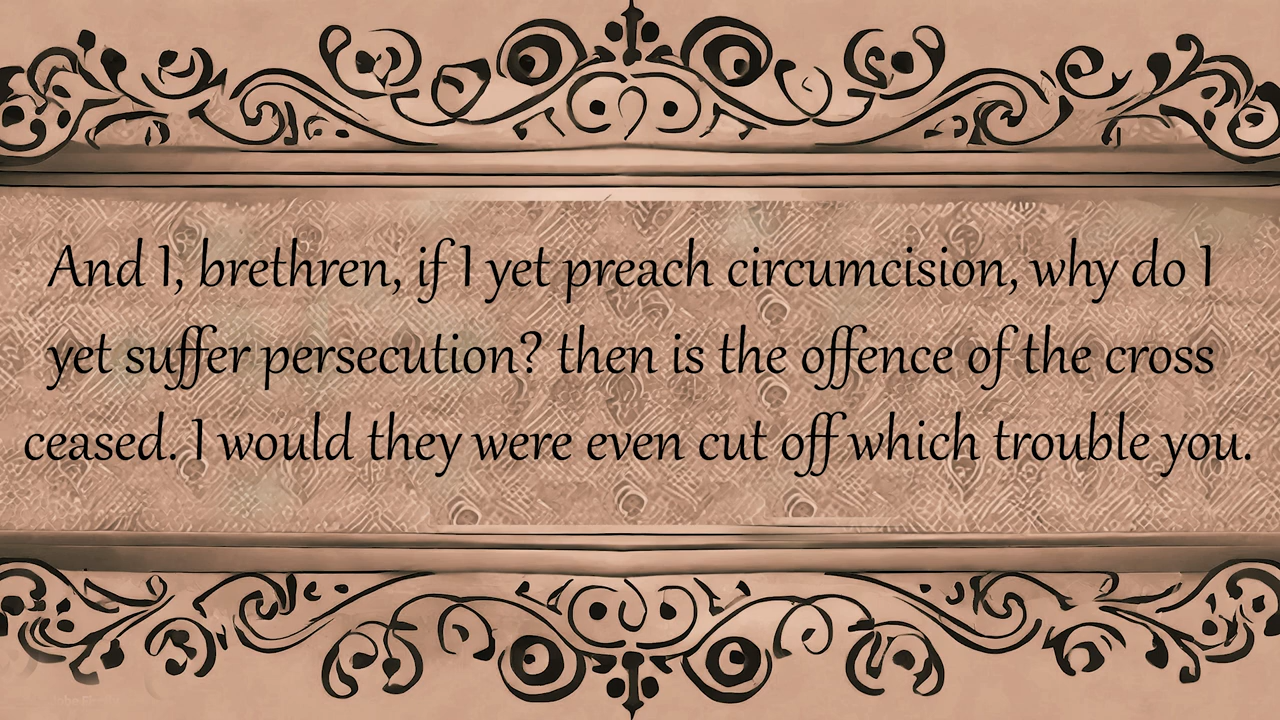 And I, brethren, if I yet preach circumcision, why do I
yet suffer persecution? then is the offence of the cross
ceased. I would they were even cut off which trouble you.